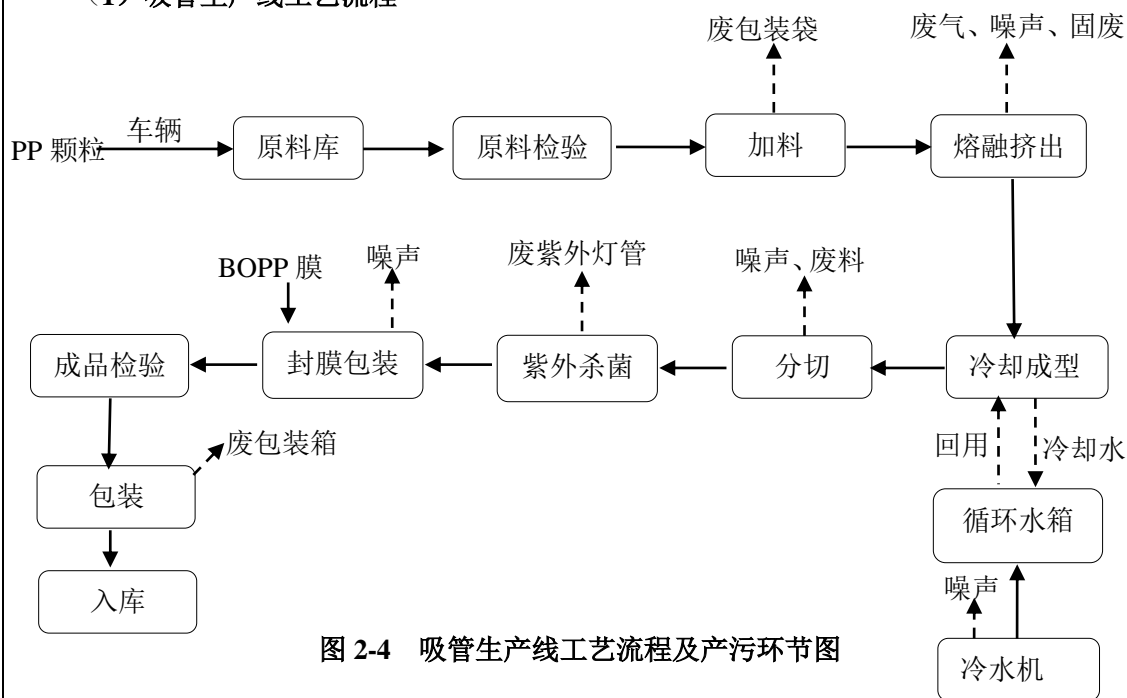 （1）吸管生产线工艺流程
废包装袋
废气、噪声、固废
PP 颗粒
车辆
原料库
原料检验
加料
熔融挤出
BOPP 膜
噪声
废紫外灯管
噪声、废料
成品检验
封膜包装
紫外杀菌
分切
冷却成型
废包装箱
回用
冷却水
包装
循环水箱
入库
噪声
冷水机
图 2-4 吸管生产线工艺流程及产污环节图